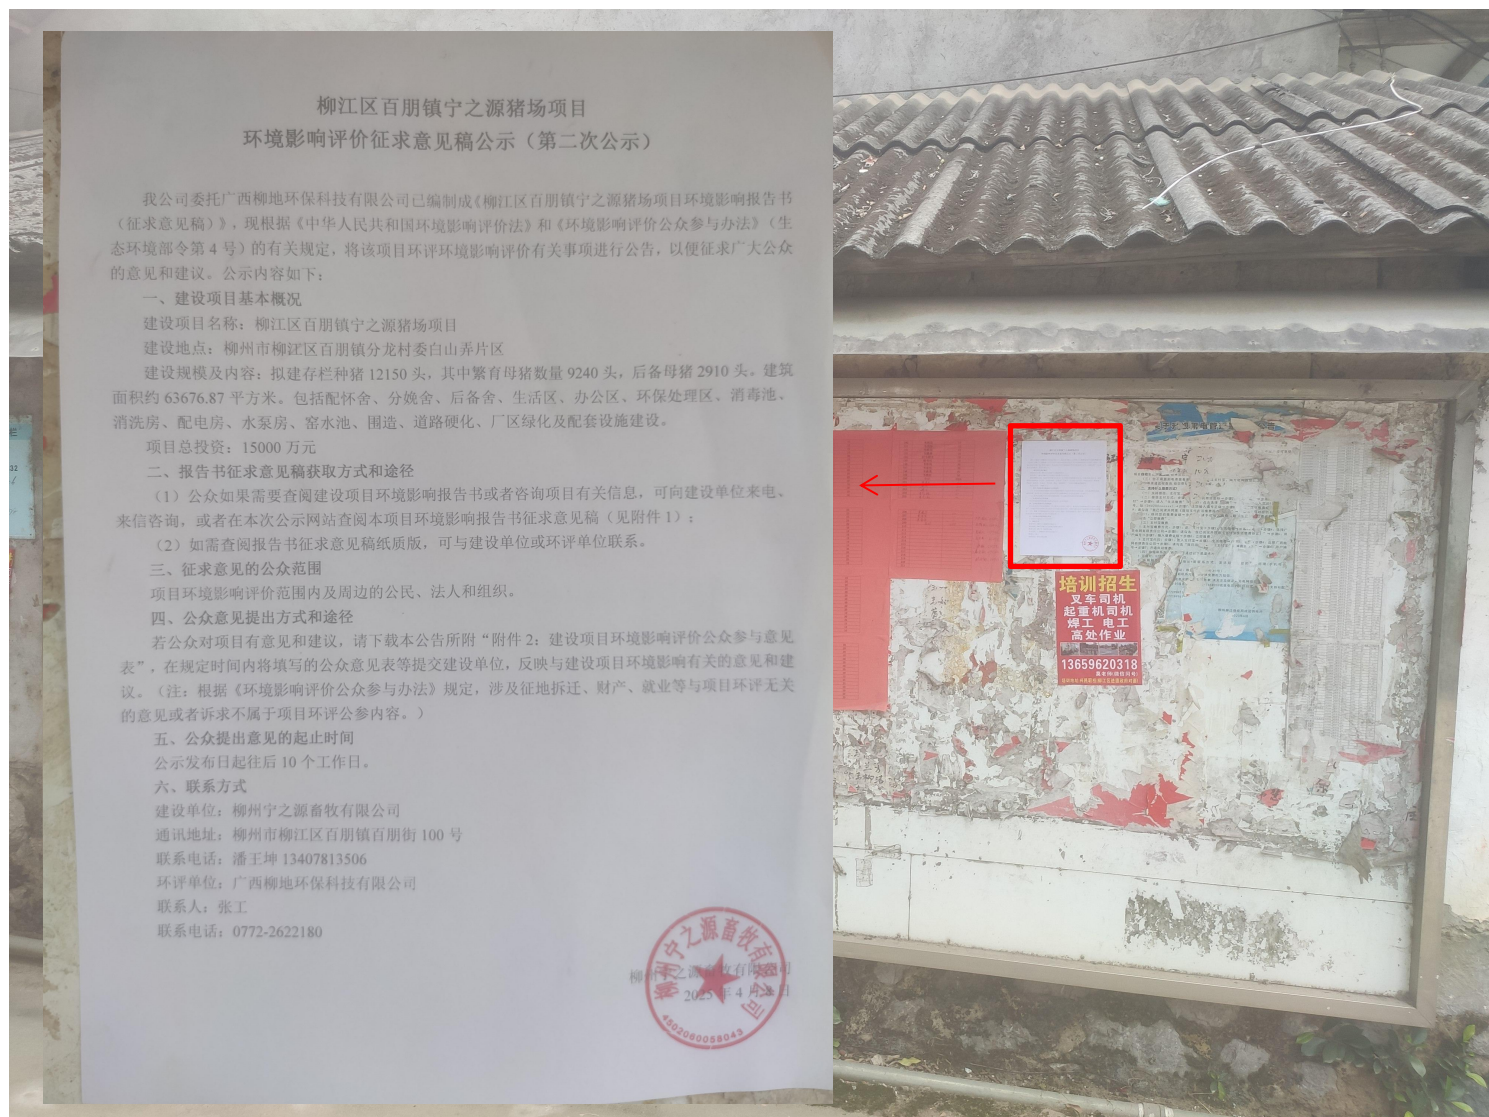 柳江区百朋镇宁之源猪场项目
环境影响评价征求意见稿公示（第二次公示）
我公司委托广西柳地环保科技有限公司已编制成《柳江区百朋镇宁之源猪场项目环境影响报告书
（征求意见稿）》，现根据《中华人民共和国环境影响评价法》和《环境影响评价公众参与办法》（生
态环境部令第 4 号）的有关规定，将该项目环评环境影响评价有关事项进行公告，以便征求广大公众
的意见和建议。公示内容如下：
一、建设项目基本概况
建设项目名称：柳江区百朋镇宁之源猪场项目
建设地点：柳州市柳江区百朋镇分龙村委白山弄片区
建设规模及内容：拟建存栏种猪 12150 头，其中繁育母猪数量 9240 头，后备母猪 2910 头。建筑
面积约 63676.87 平方米。包括配怀舍、分娩舍、后备舍、生活区、办公区、环保处理区、消毒池、
消洗房、配电房、水泵房、窑水池、围造、道路硬化、厂区绿化及配套设施建设。
项目总投资：15000 万元
二、报告书征求意见稿获取方式和途径
（1）公众如果需要查阅建设项目环境影响报告书或者咨询项目有关信息，可向建设单位来电、
来信咨询，或者在本次公示网站查阅本项目环境影响报告书征求意见稿（见附件 1）；
（2）如需查阅报告书征求意见稿纸质版，可与建设单位或环评单位联系。
三、征求意见的公众范围
项目环境影响评价范围内及周边的公民、法人和组织。
四、公众意见提出方式和途径
若公众对项目有意见和建议，请下载本公告所附“附件 2：建设项目环境影响评价公众参与意见
表”，在规定时间内将填写的公众意见表等提交建设单位，反映与建设项目环境影响有关的意见和建
议。（注：根据《环境影响评价公众参与办法》规定，涉及征地拆迁、财产、就业等与项目环评无关
的意见或者诉求不属于项目环评公参内容。）
五、公众提出意见的起止时间
公示发布日起往后 10 个工作日。
六、联系方式
建设单位：柳州宁之源畜牧有限公司
通讯地址：柳州市柳江区百朋镇百朋街 100 号
联系电话：潘王坤 13407813506
环评单位：广西柳地环保科技有限公司
联系人：张工
联系电话：0772-2622180
柳州宁之源畜牧有限公司
2025 年 4 月 日
柳州宁之源畜牧有限公司
4502060058043
培训招生
叉车司机
起重机司机
焊工 电工
高处作业
13659620318